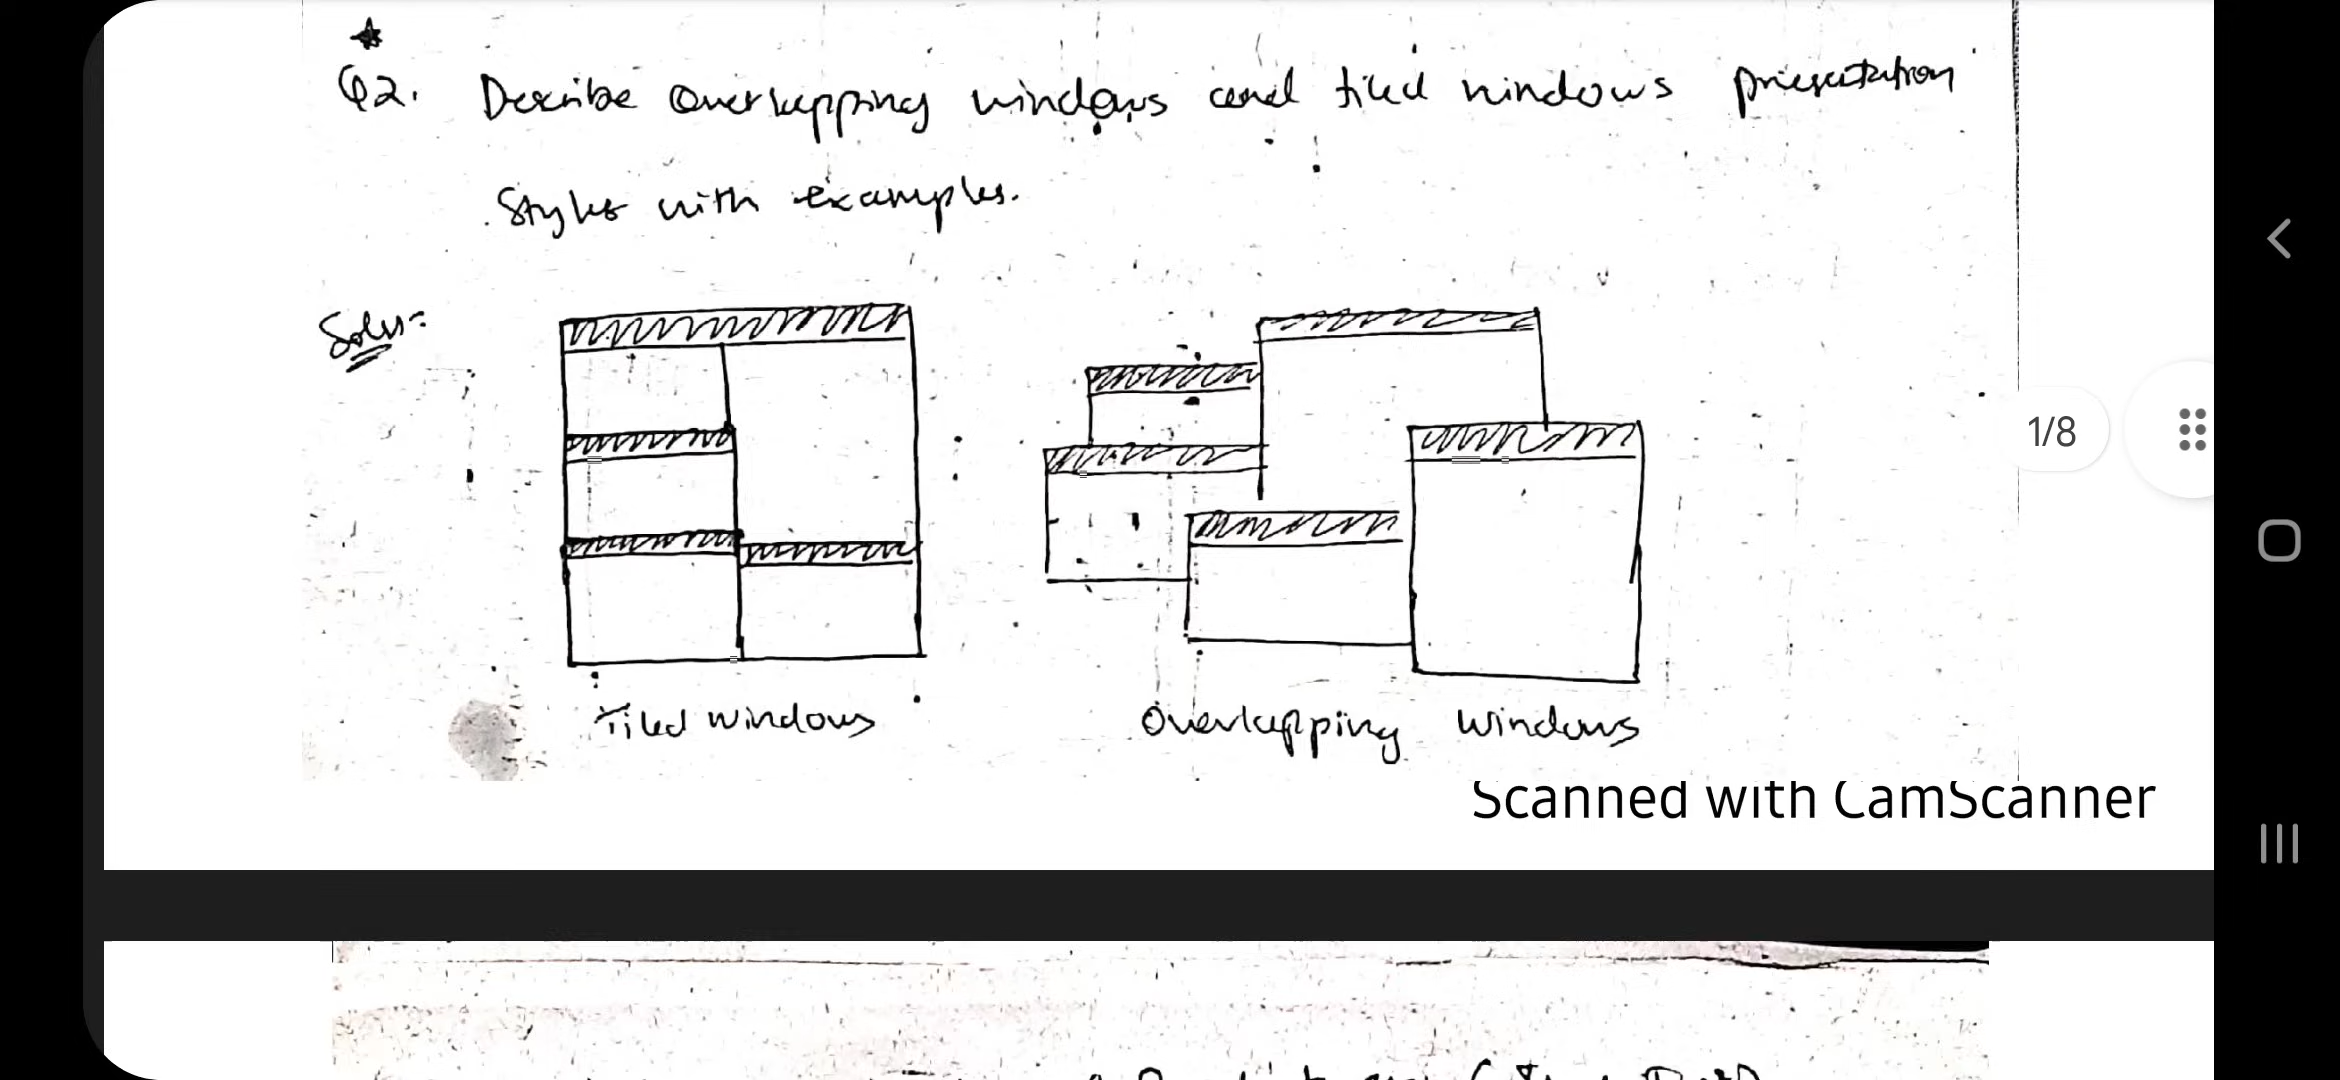 Q2. Describe overlapping windows and tiled windows presentation
styles with examples.
Soln:
Tiled windows
Overlapping windows
Scanned with CamScanner
1/8